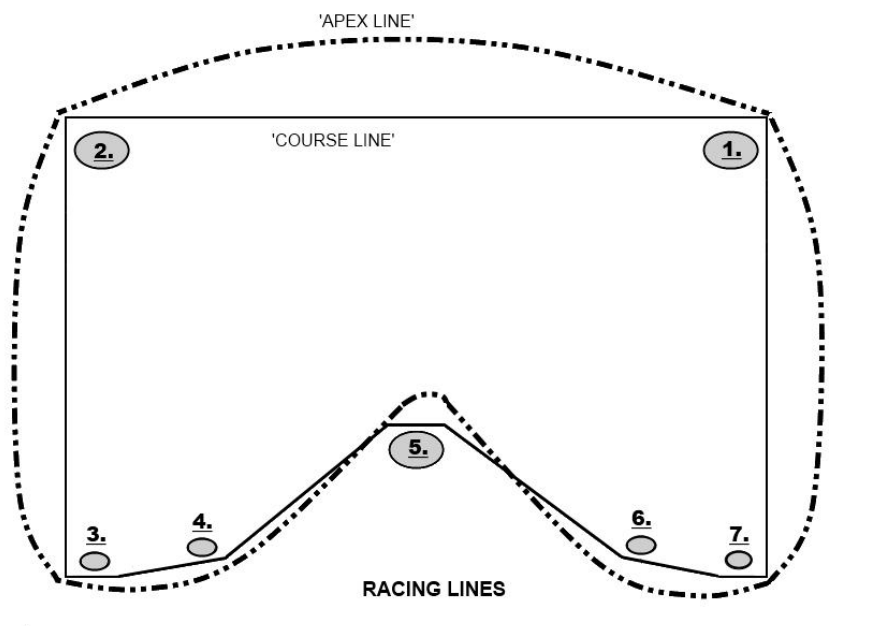 'APEX LINE'
'COURSE LINE'
2.
1.
5.
3.
4.
6.
7.
RACING LINES